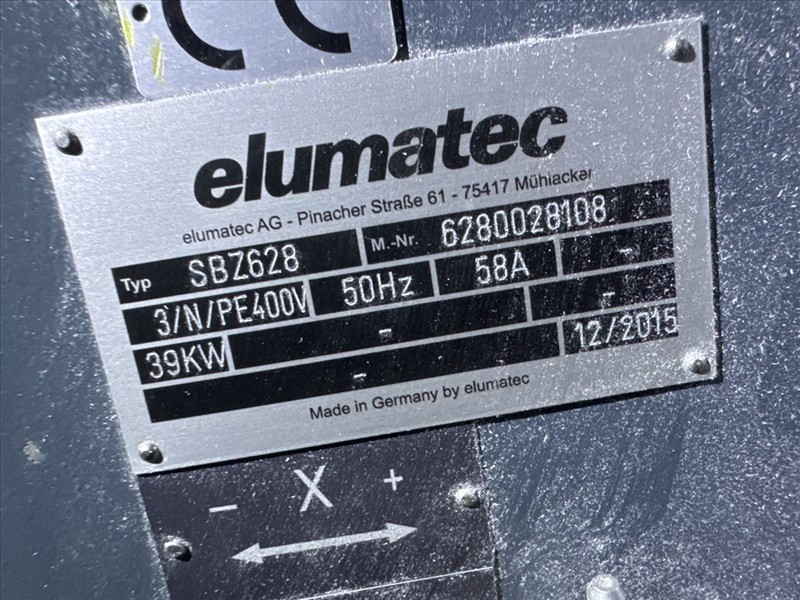 CE
elumatec
elumatec AG - Pinacher Straße 61 - 75417 Mühlacker
Typ SBZ628 M.-Nr. 6280028108
3/N/PE400V 50Hz 58A -
39KW - -
- 12/2015
Made in Germany by elumatec
- X +